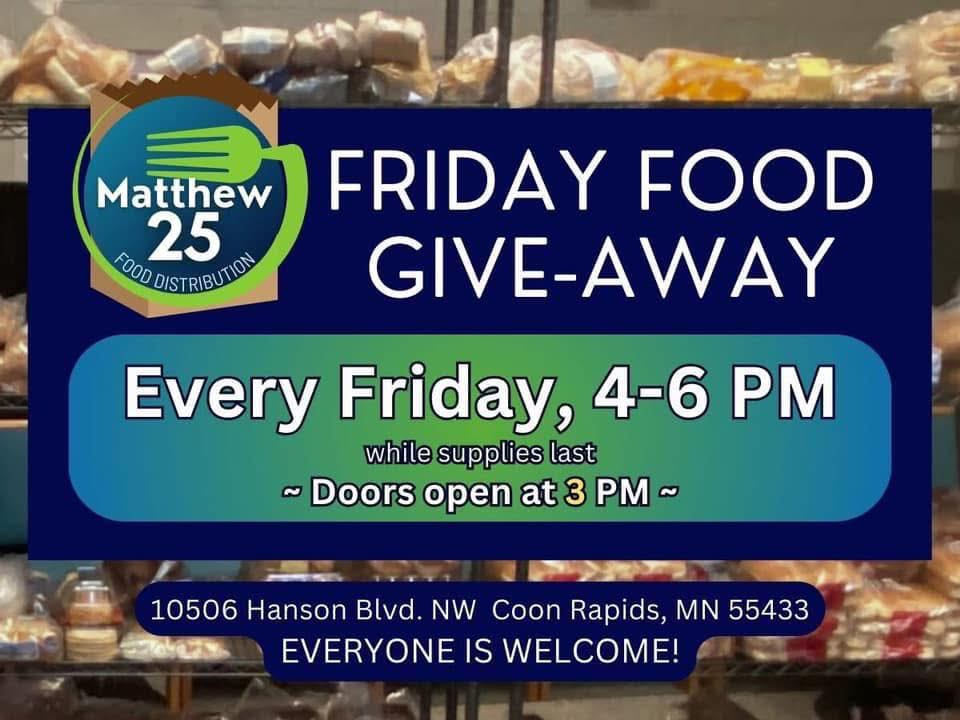 Matthew
25
FOOD DISTRIBUTION
FRIDAY FOOD
GIVE-AWAY
Every Friday, 4-6 PM
while supplies last
~ Doors open at 3 PM ~
10506 Hanson Blvd. NW  Coon Rapids, MN 55433
EVERYONE IS WELCOME!